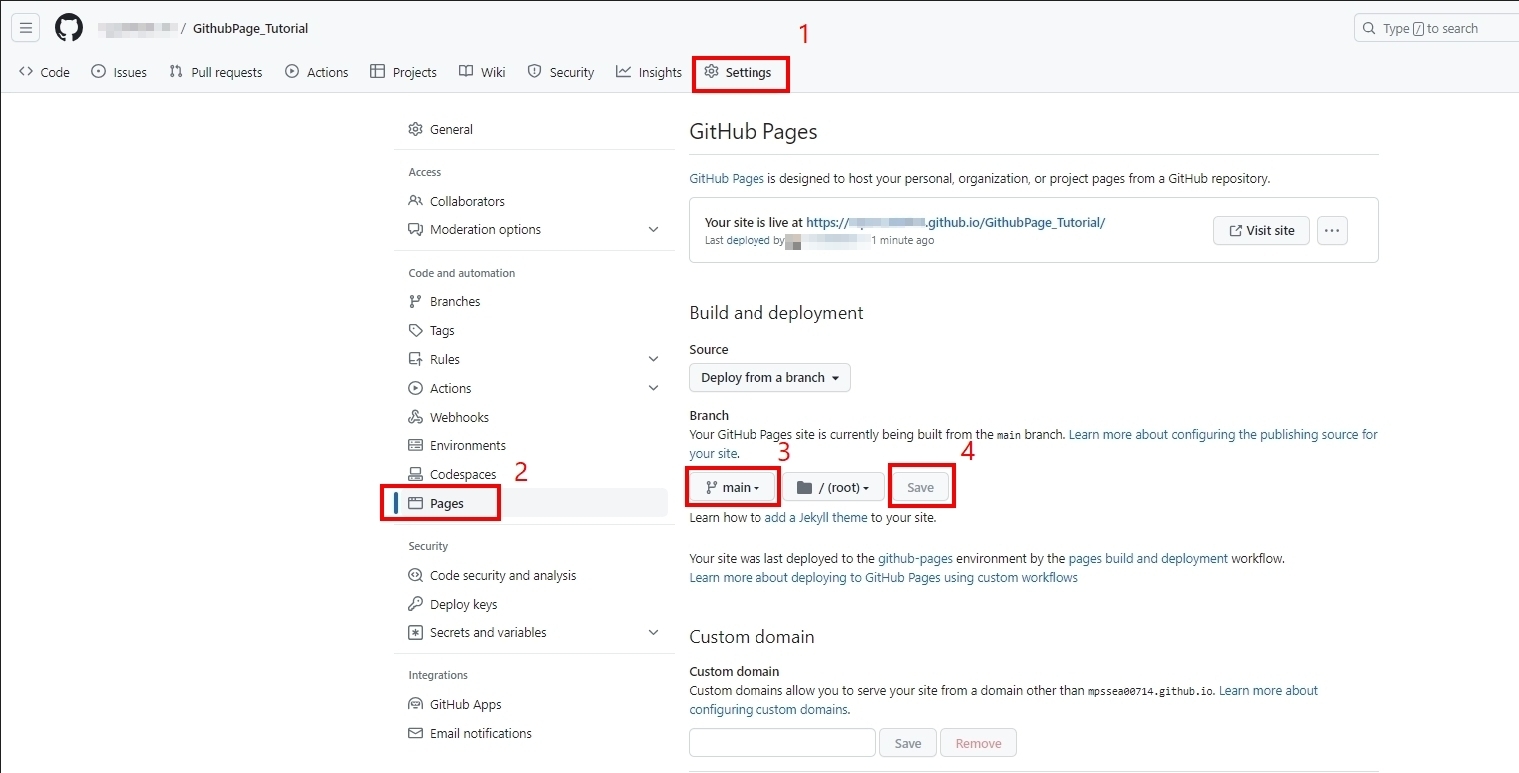 / GithubPage_Tutorial
Type / to search
1
Code Issues Pull requests Actions Projects Wiki Security Insights Settings
General
Access
Collaborators
Moderation options
Code and automation
Branches
Tags
Rules
Actions
Webhooks
Environments
Codespaces
2
Pages
Security
Code security and analysis
Deploy keys
Secrets and variables
Integrations
GitHub Apps
Email notifications
GitHub Pages
GitHub Pages is designed to host your personal, organization, or project pages from a GitHub repository.
Your site is live at https:// .github.io/GithubPage_Tutorial/
Last deployed by 1 minute ago
Visit site
Build and deployment
Source
Deploy from a branch
Branch
Your GitHub Pages site is currently being built from the main branch. Learn more about configuring the publishing source for
your site.
3
4
main / (root) Save
Learn how to add a Jekyll theme to your site.
Your site was last deployed to the github-pages environment by the pages build and deployment workflow.
Learn more about deploying to GitHub Pages using custom workflows
Custom domain
Custom domain
Custom domains allow you to serve your site from a domain other than mpssea00714.github.io. Learn more about
configuring custom domains.
Save Remove